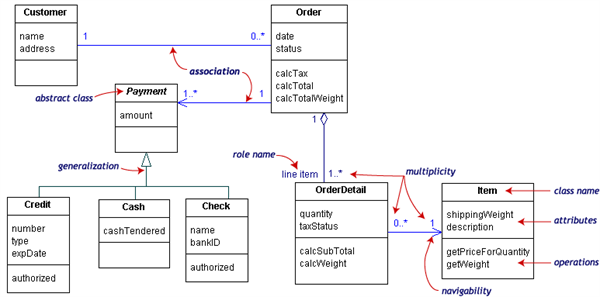 Customer
name
address
1
0..*
association
Order
date
status
calcTax
calcTotal
calcTotalWeight
abstract class
Payment
amount
1..*
1
generalization
Credit
number
type
expDate
authorized
Cash
cashTendered
Check
name
bankID
authorized
1
role name
line item
1..*
multiplicity
OrderDetail
quantity
taxStatus
calcSubTotal
calcWeight
0..*
1
navigability
Item
shippingWeight
description
getPriceForQuantity
getWeight
class name
attributes
operations